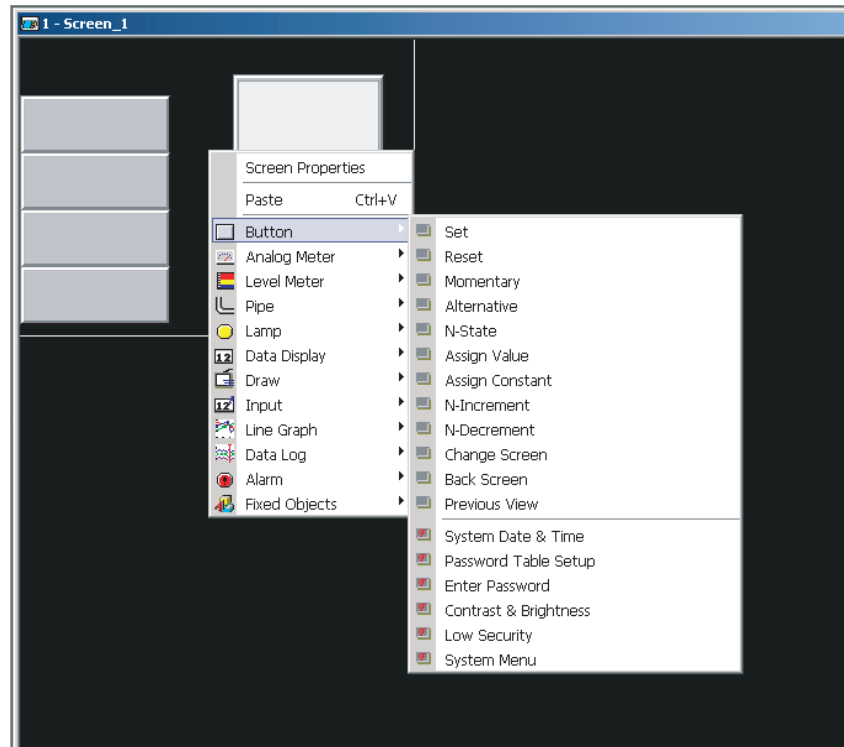 1 - Screen_1
Screen Properties
Paste Ctrl+V
Button
Analog Meter
Level Meter
Pipe
Lamp
12 Data Display
Draw
12 Input
Line Graph
Data Log
Alarm
Fixed Objects
Set
Reset
Momentary
Alternative
N-State
Assign Value
Assign Constant
N-Increment
N-Decrement
Change Screen
Back Screen
Previous View
System Date & Time
Password Table Setup
Enter Password
Contrast & Brightness
Low Security
System Menu